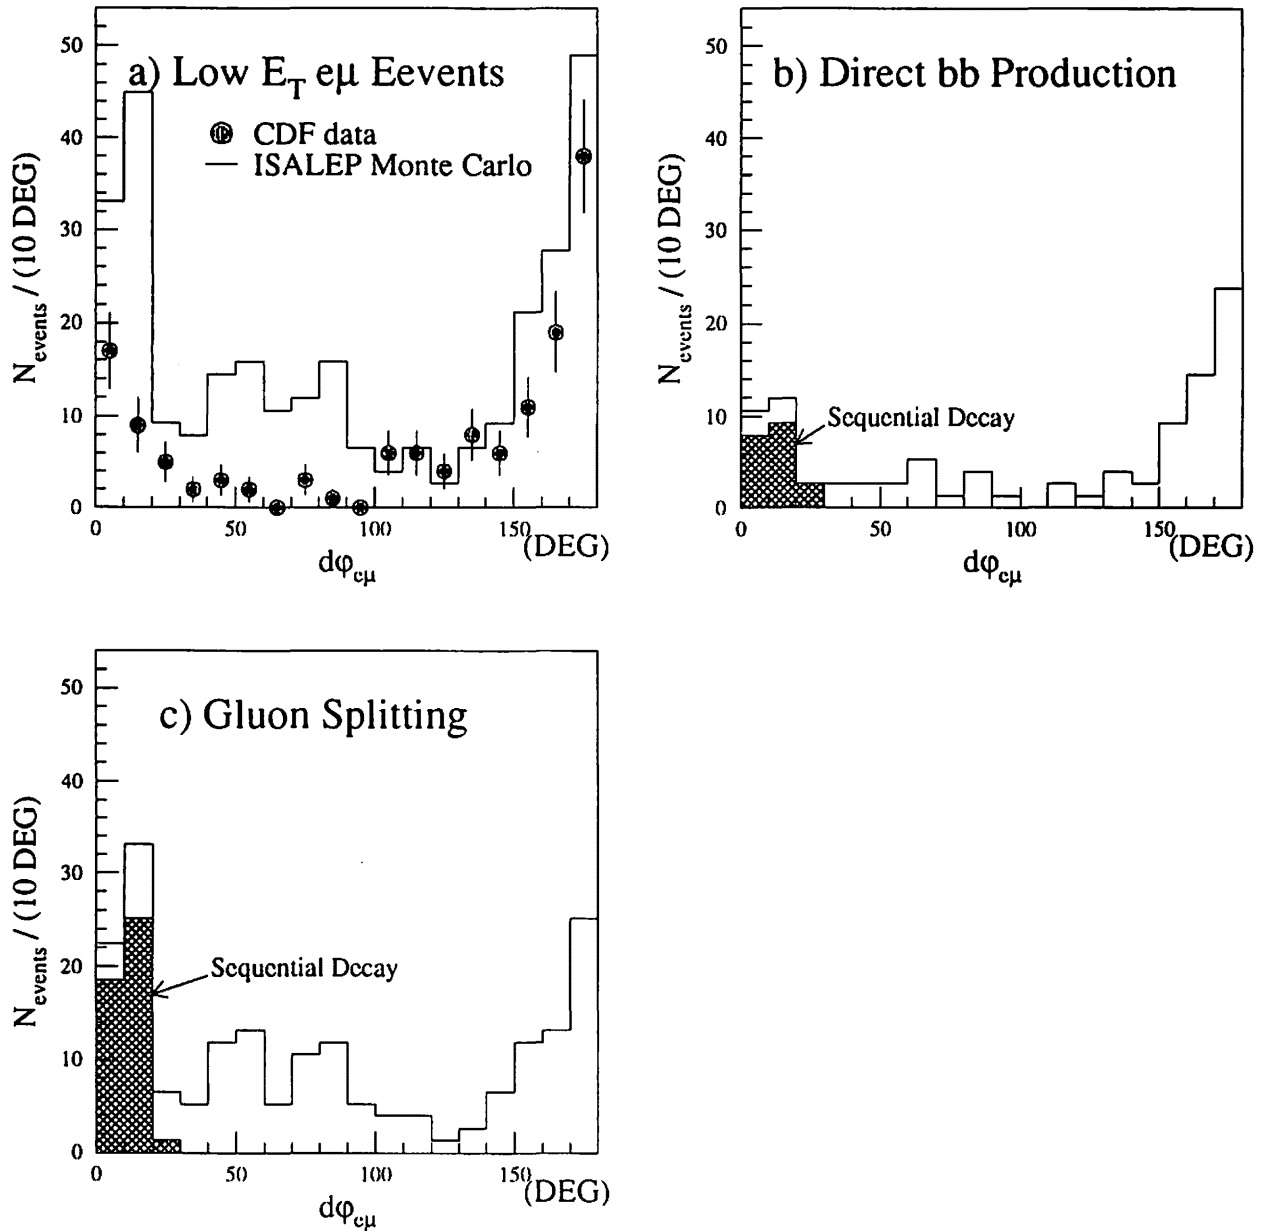 a) Low E_T eμ Eevents
CDF data
ISALEP Monte Carlo
N_events / (10 DEG)
50
40
30
20
10
0
0 50 100 150 (DEG)
dφ_eμ
b) Direct bb Production
Sequential Decay
N_events / (10 DEG)
50
40
30
20
10
0
0 50 100 150 (DEG)
dφ_eμ
c) Gluon Splitting
Sequential Decay
N_events / (10 DEG)
50
40
30
20
10
0
0 50 100 150 (DEG)
dφ_eμ